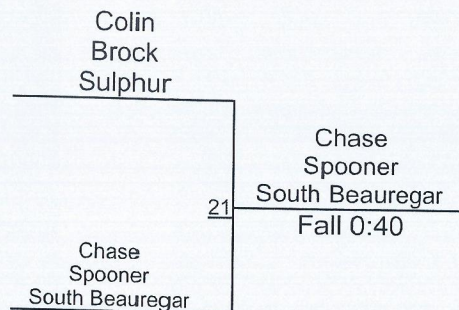 Colin
Brock
Sulphur
Chase
Spooner
South Beauregar
21
Fall 0:40
Chase
Spooner
South Beauregar